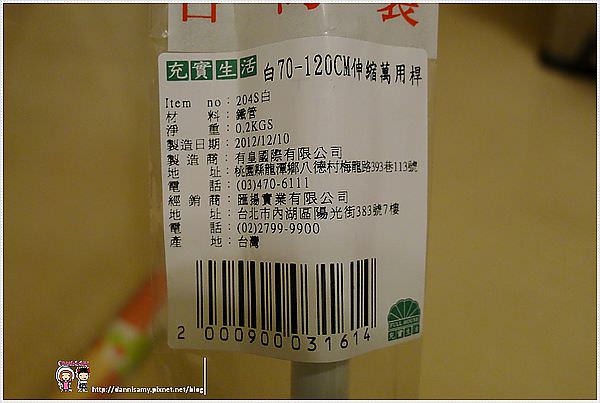 充實生活 白70-120CM伸縮萬用桿
Item no：204S白
材料：鐵管
淨重：0.2KGS
製造日期：2012/12/10
製造商：有皇國際有限公司
地址：桃園縣龍潭鄉八德村梅龍路393巷113號
電話：(03)470-6111
經銷商：匯揚實業有限公司
地址：台北市內湖區陽光街383號7樓
電話：(02)2799-9900
產地：台灣
2 000900 031614
FULL HOUSE
http://dannisamy.pixnet.net/blog